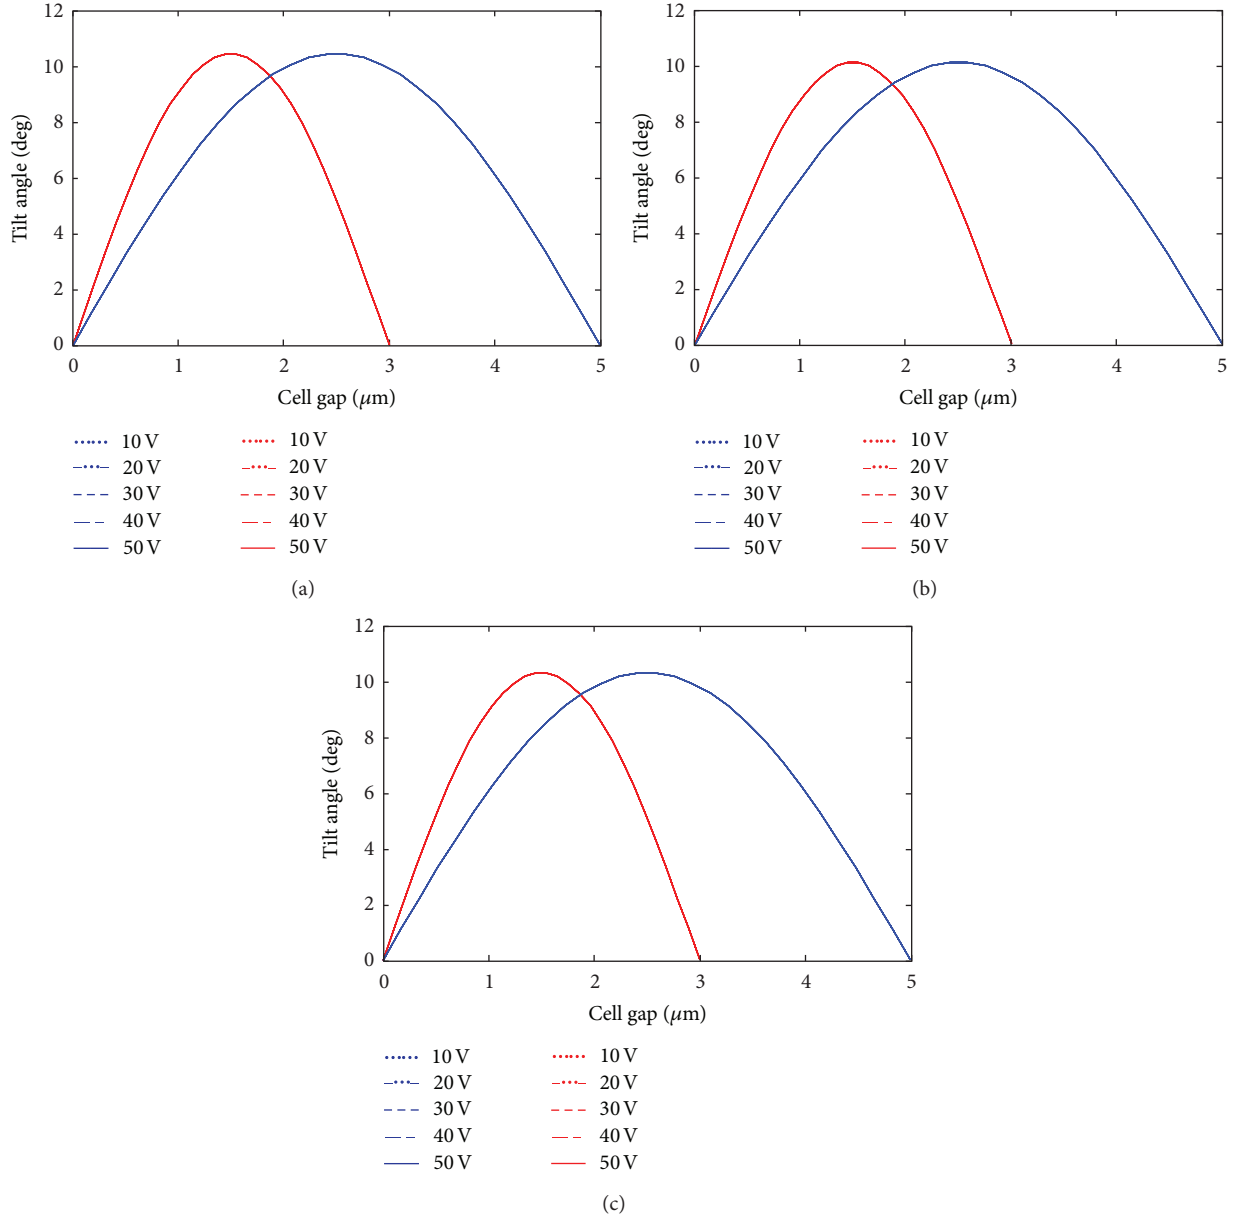 12
10
8
6
4
2
0
Tilt angle (deg)
0 1 2 3 4 5
Cell gap (μm)
10 V 10 V
20 V 20 V
30 V 30 V
40 V 40 V
50 V 50 V
(a)
12
10
8
6
4
2
0
Tilt angle (deg)
0 1 2 3 4 5
Cell gap (μm)
10 V 10 V
20 V 20 V
30 V 30 V
40 V 40 V
50 V 50 V
(b)
12
10
8
6
4
2
0
Tilt angle (deg)
0 1 2 3 4 5
Cell gap (μm)
10 V 10 V
20 V 20 V
30 V 30 V
40 V 40 V
50 V 50 V
(c)